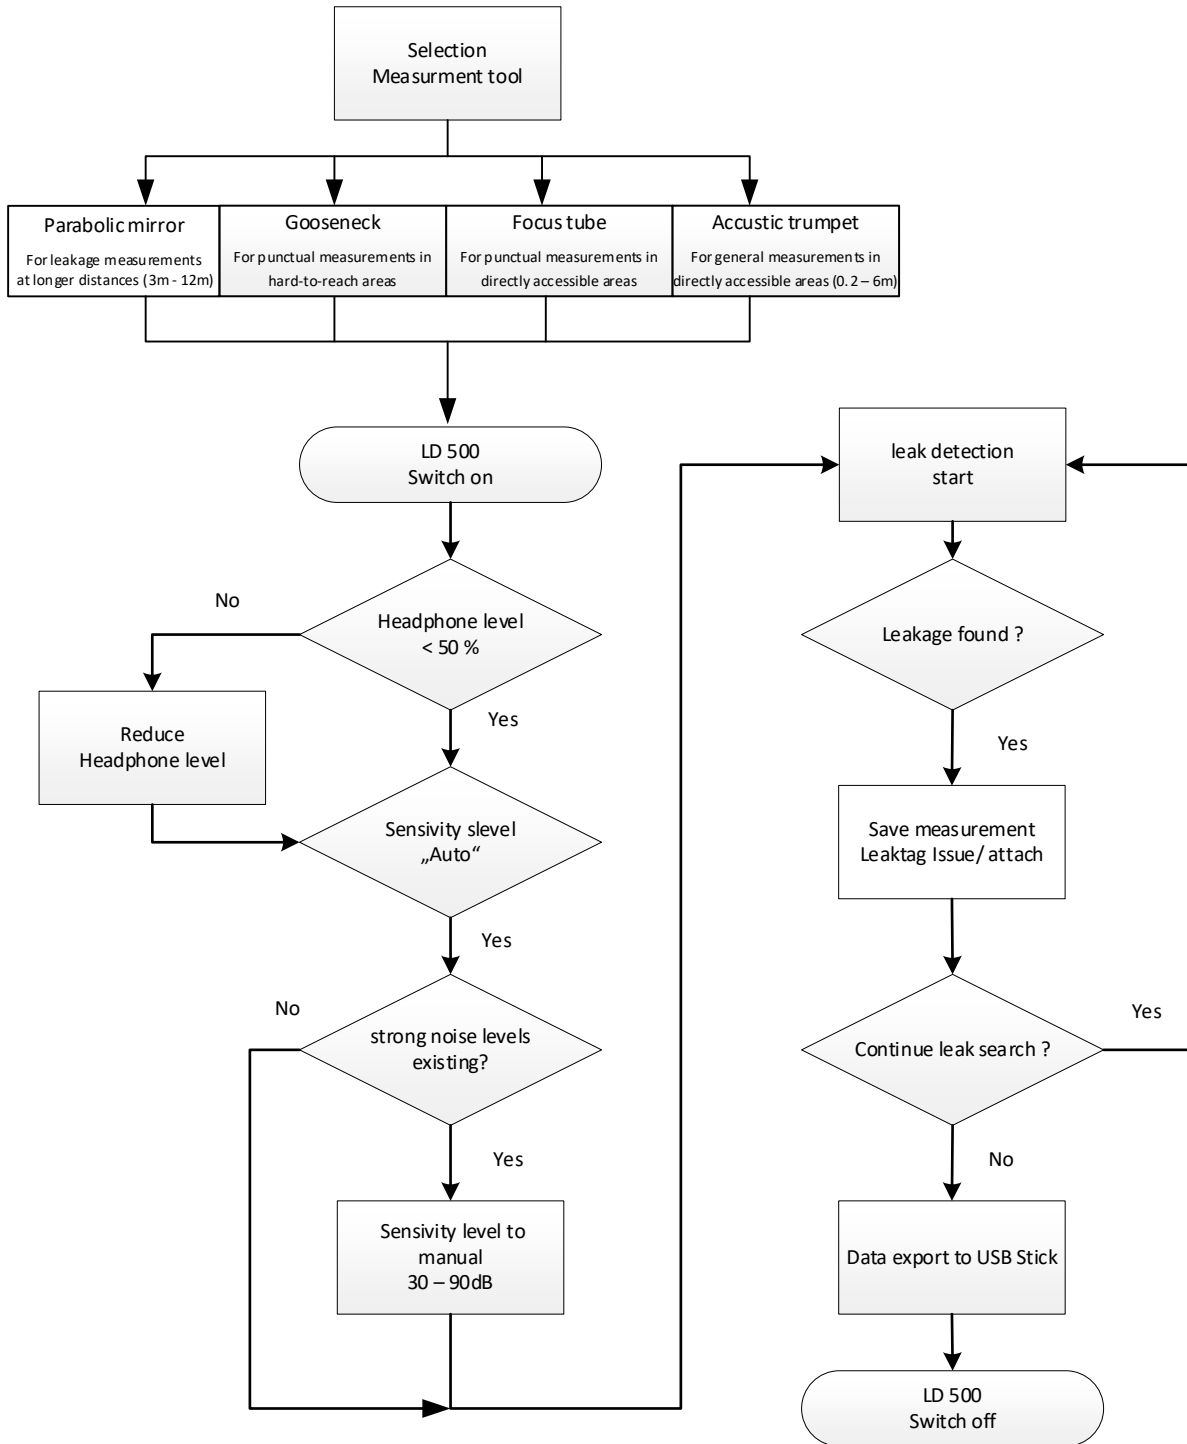 Selection
Measurment tool
Parabolic mirror
For leakage measurements
at longer distances (3m - 12m)
Gooseneck
For punctual measurements in
hard-to-reach areas
Focus tube
For punctual measurements in
directly accessible areas
Accustic trumpet
For general measurements in
directly accessible areas (0.2 – 6m)
LD 500
Switch on
Headphone level
< 50 %
No
Reduce
Headphone level
Yes
Sensivity slevel
„Auto“
Yes
strong noise levels
existing?
No
Yes
Sensivity level to
manual
30 – 90dB
leak detection
start
Leakage found ?
Yes
Save measurement
Leaktag Issue/ attach
Continue leak search ?
Yes
No
Data export to USB Stick
LD 500
Switch off